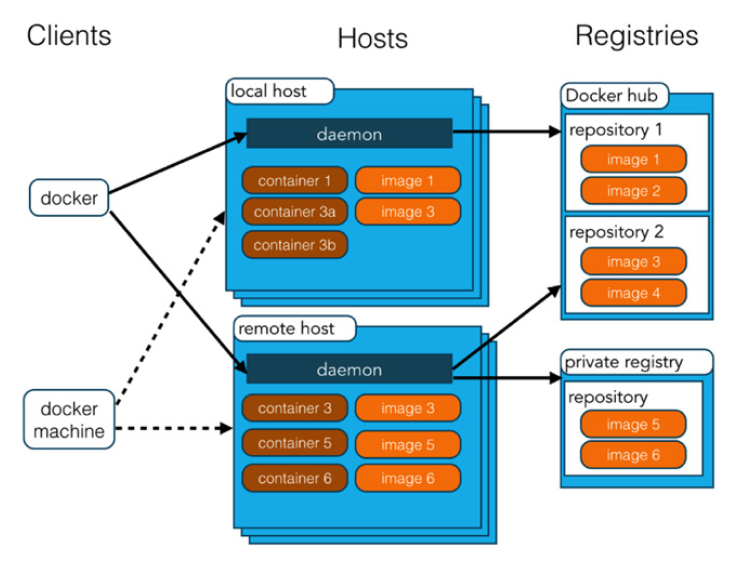 Clients
Hosts
Registries
local host
daemon
container 1
image 1
container 3a
image 3
container 3b
docker
docker
machine
remote host
daemon
container 3
image 3
container 5
image 5
container 6
image 6
Docker hub
repository 1
image 1
image 2
repository 2
image 3
image 4
private registry
repository
image 5
image 6